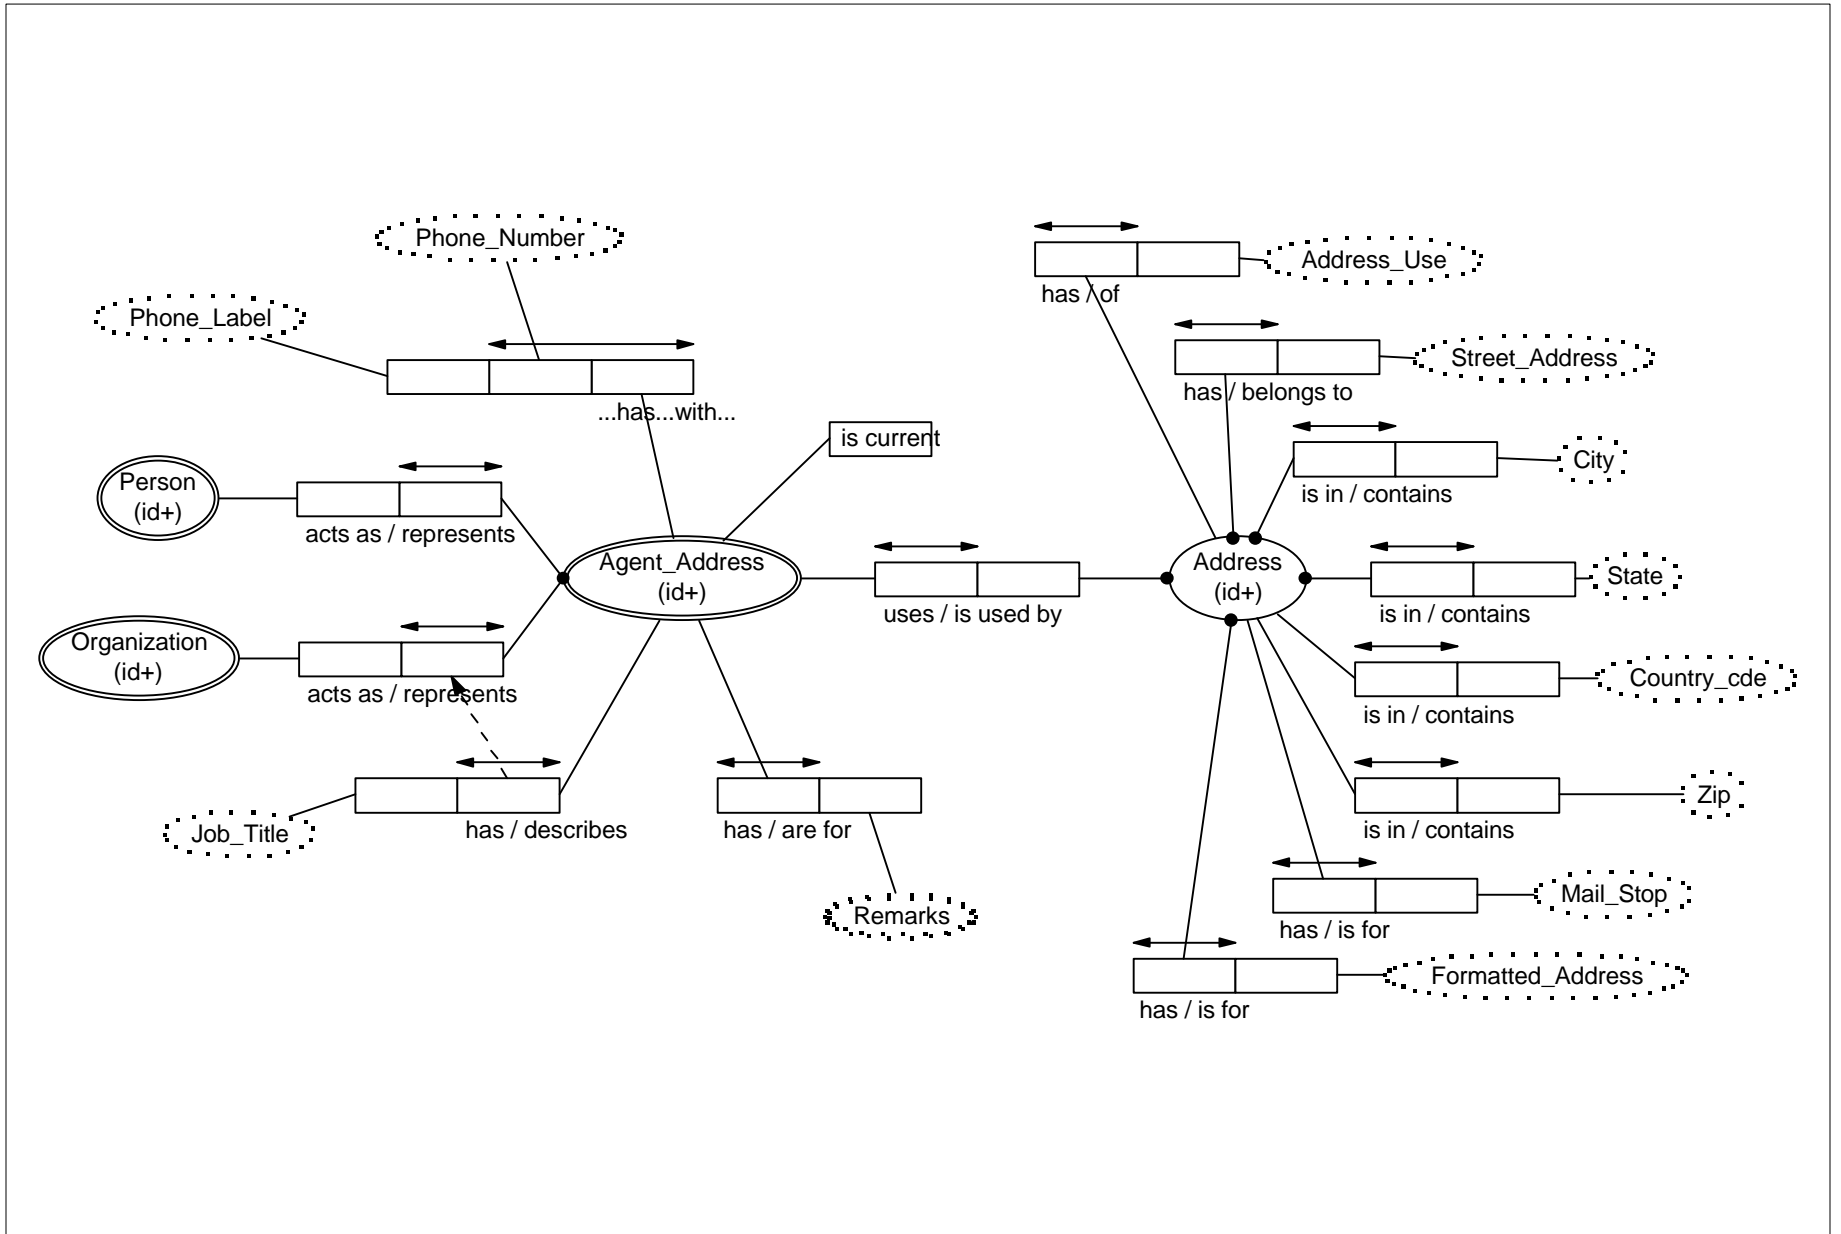 Phone_Number
Phone_Label
...has...with...
is current
Person
(id+)
acts as / represents
Organization
(id+)
acts as / represents
Agent_Address
(id+)
uses / is used by
Job_Title
has / describes
has / are for
Remarks
Address_Use
has / of
Street_Address
has / belongs to
City
is in / contains
Address
(id+)
State
is in / contains
Country_cde
is in / contains
Zip
is in / contains
Mail_Stop
has / is for
Formatted_Address
has / is for